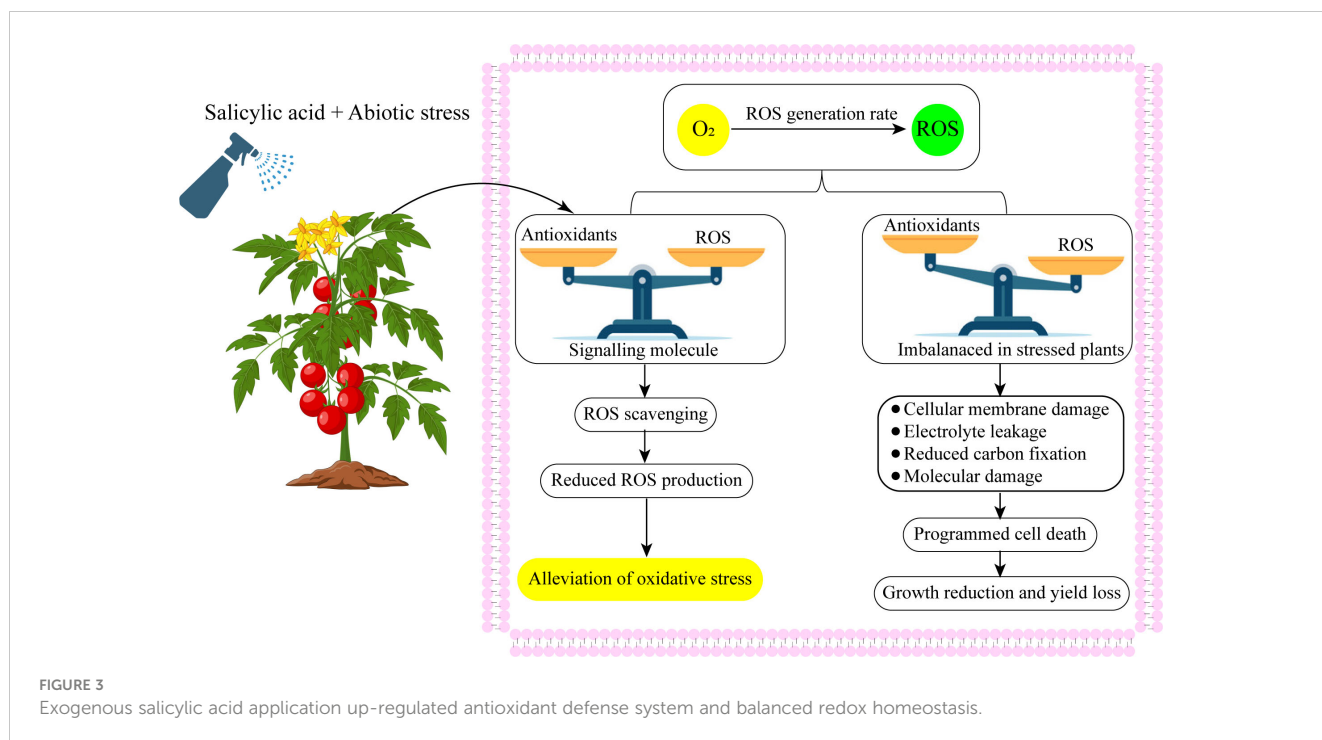 Salicylic acid + Abiotic stress
O₂
ROS generation rate
ROS
Antioxidants
ROS
Signalling molecule
ROS scavenging
Reduced ROS production
Alleviation of oxidative stress
Antioxidants
ROS
Imbalanaced in stressed plants
● Cellular membrane damage
● Electrolyte leakage
● Reduced carbon fixation
● Molecular damage
Programmed cell death
Growth reduction and yield loss
FIGURE 3
Exogenous salicylic acid application up-regulated antioxidant defense system and balanced redox homeostasis.